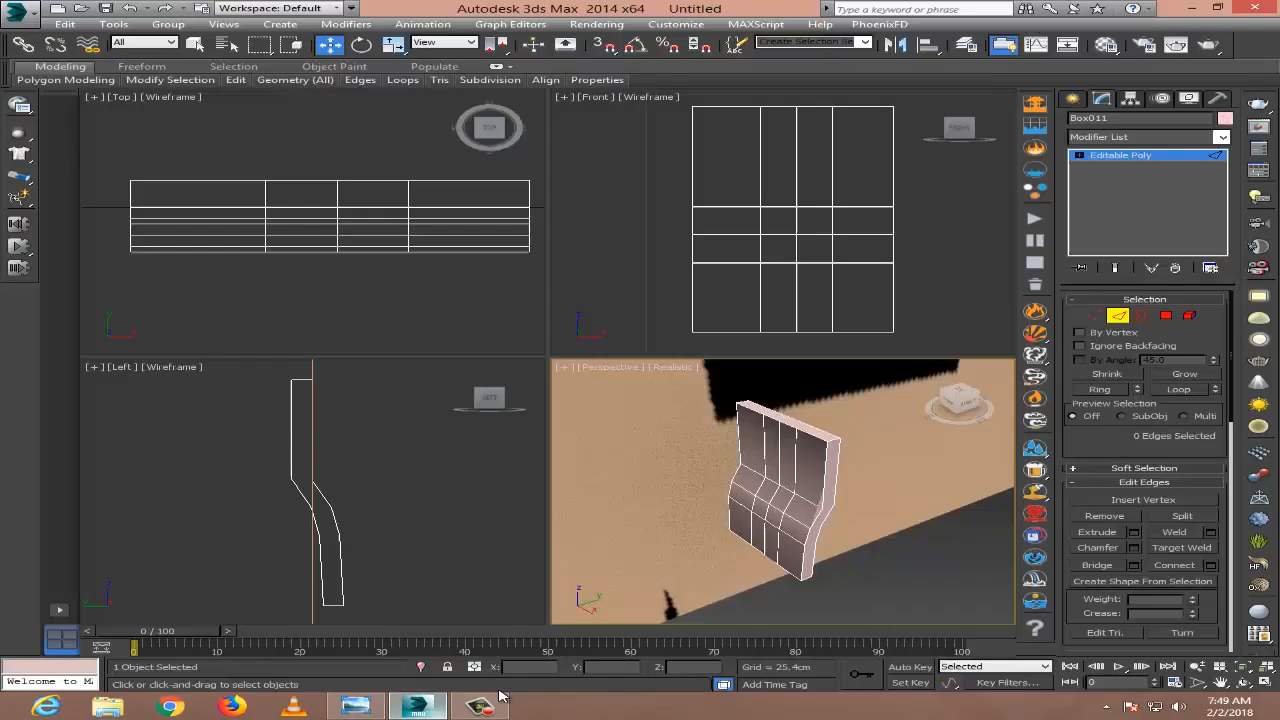 Workspace: Default
Autodesk 3ds Max 2014 x64 Untitled
Type a keyword or phrase
Edit Tools Group Views Create Modifiers Animation Graph Editors Rendering Customize MAXScript Help PhoenixFD
All View Create Selection Se
Modeling Freeform Selection Object Paint Populate
Polygon Modeling Modify Selection Edit Geometry (All) Edges Loops Tris Subdivision Align Properties
[ + ] [ Top ] [ Wireframe ]
TOP
[ + ] [ Front ] [ Wireframe ]
FRONT
Box011
Modifier List
Editable Poly
Selection
By Vertex
Ignore Backfacing
By Angle: 45.0
Shrink Grow
Ring Loop
Preview Selection
Off SubObj Multi
0 Edges Selected
Soft Selection
Edit Edges
Insert Vertex
Remove Split
Extrude Weld
Chamfer Target Weld
Bridge Connect
Create Shape From Selection
Weight:
Crease:
Edit Tri. Turn
[ + ] [ Left ] [ Wireframe ]
LEFT
[ + ] [ Perspective ] [ Realistic ]
0 / 100
0 10 20 30 40 50 60 70 80 90 100
1 Object Selected X: Y: Z: Grid = 25.4cm Auto Key Selected
Welcome to M Click or click-and-drag to select objects Add Time Tag Set Key Key Filters... 0
7:49 AM
2/2/2018